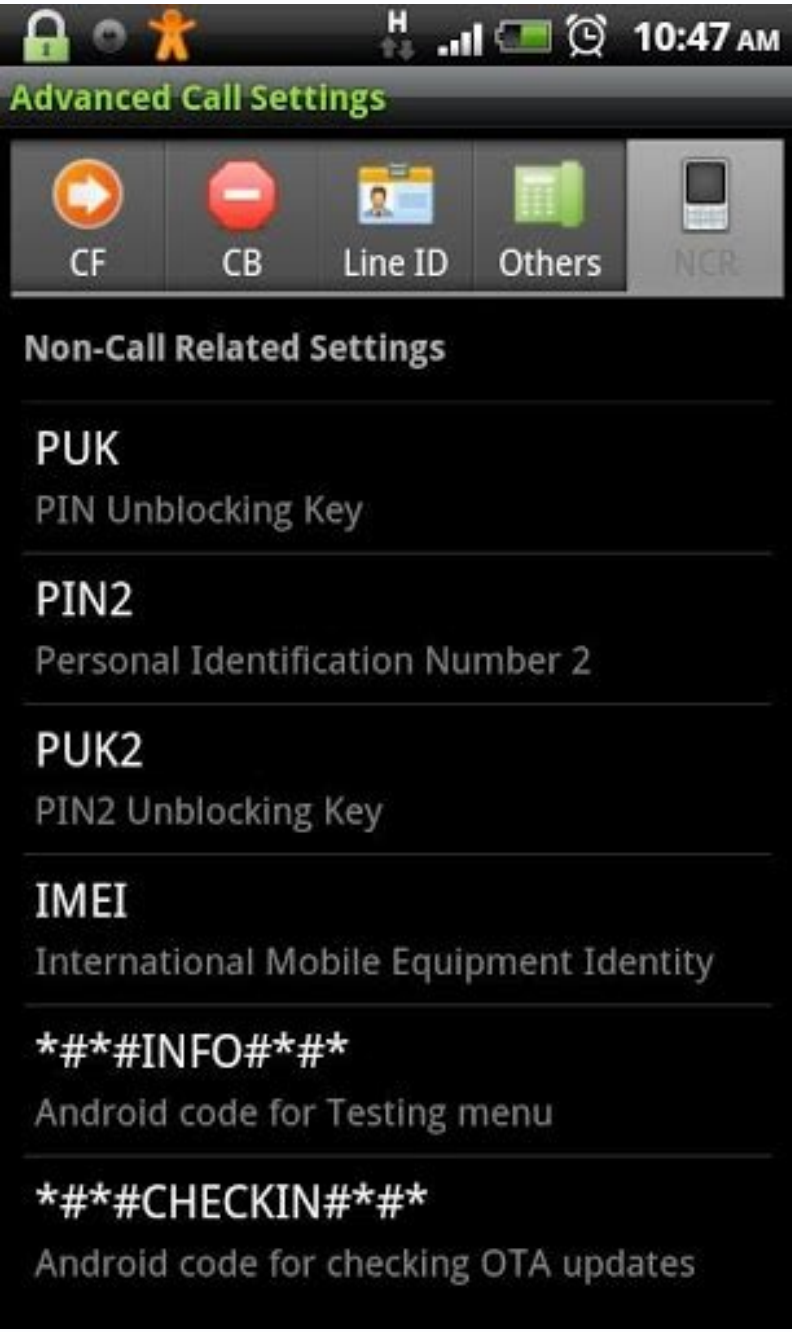 H
10:47 AM
Advanced Call Settings
CF
CB
Line ID
Others
NCR
Non-Call Related Settings
PUK
PIN Unblocking Key
PIN2
Personal Identification Number 2
PUK2
PIN2 Unblocking Key
IMEI
International Mobile Equipment Identity
*#*#INFO#*#*
Android code for Testing menu
*#*#CHECKIN#*#*
Android code for checking OTA updates